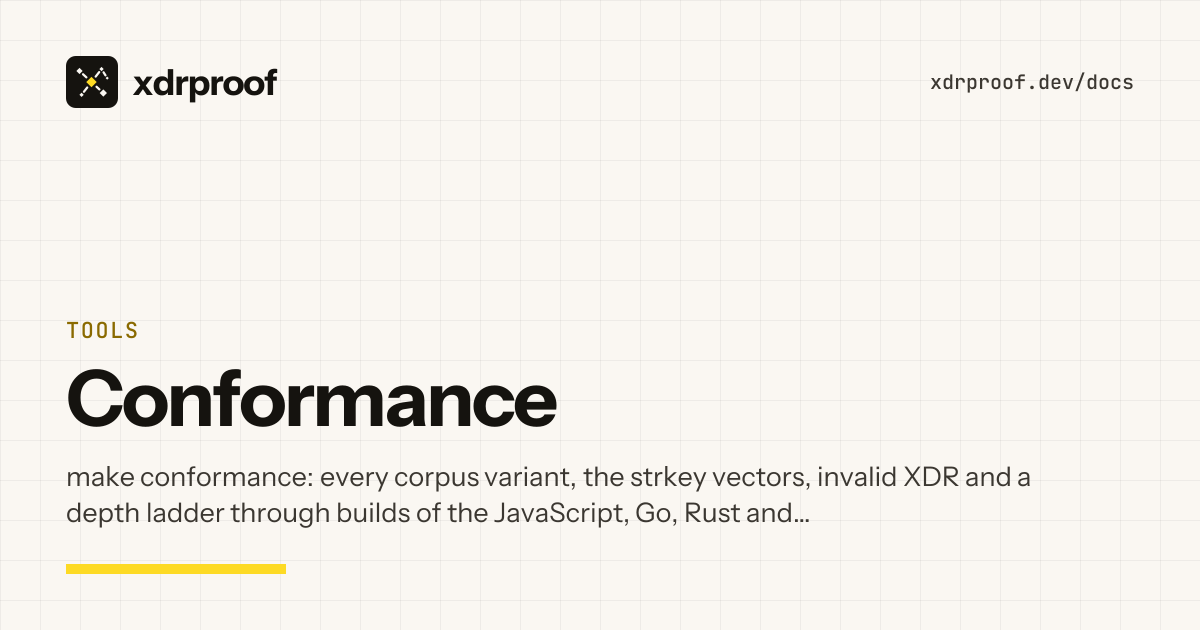 xdrproof
xdrproof.dev/docs
TOOLS
Conformance
make conformance: every corpus variant, the strkey vectors, invalid XDR and a
depth ladder through builds of the JavaScript, Go, Rust and...